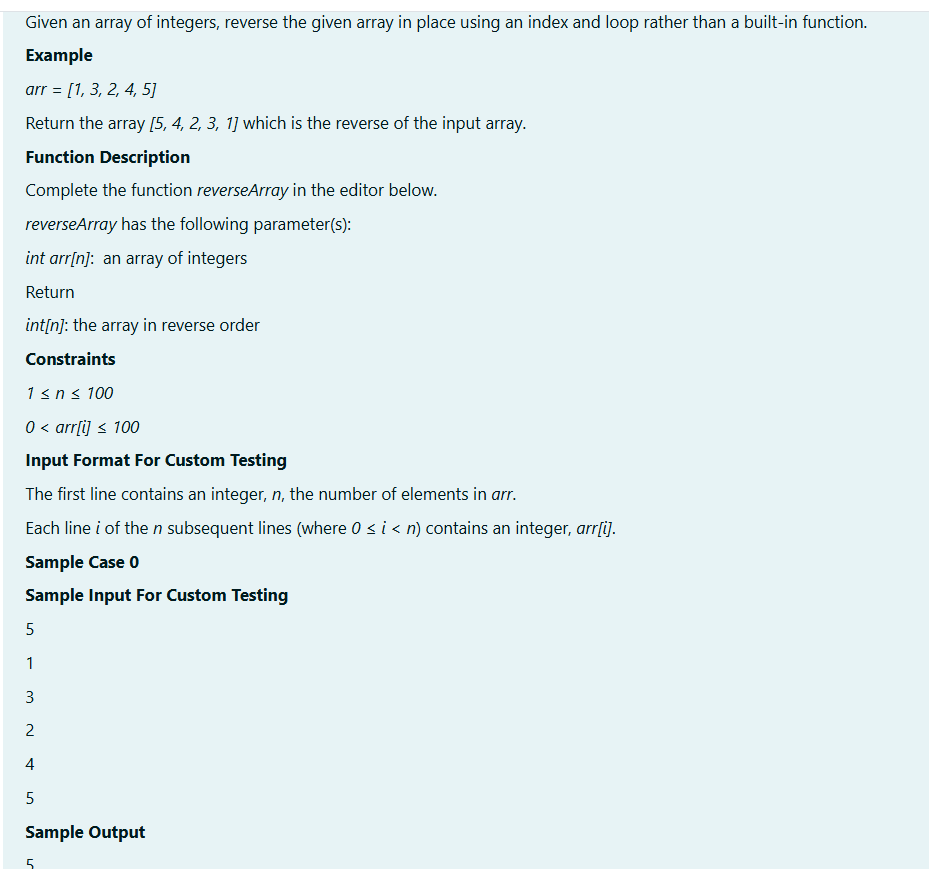 Given an array of integers, reverse the given array in place using an index and loop rather than a built-in function.
Example
arr = [1, 3, 2, 4, 5]
Return the array [5, 4, 2, 3, 1] which is the reverse of the input array.
Function Description
Complete the function reverseArray in the editor below.
reverseArray has the following parameter(s):
int arr[n]: an array of integers
Return
int[n]: the array in reverse order
Constraints
1 ≤ n ≤ 100
0 < arr[i] ≤ 100
Input Format For Custom Testing
The first line contains an integer, n, the number of elements in arr.
Each line i of the n subsequent lines (where 0 ≤ i < n) contains an integer, arr[i].
Sample Case 0
Sample Input For Custom Testing
5
1
3
2
4
5
Sample Output
5